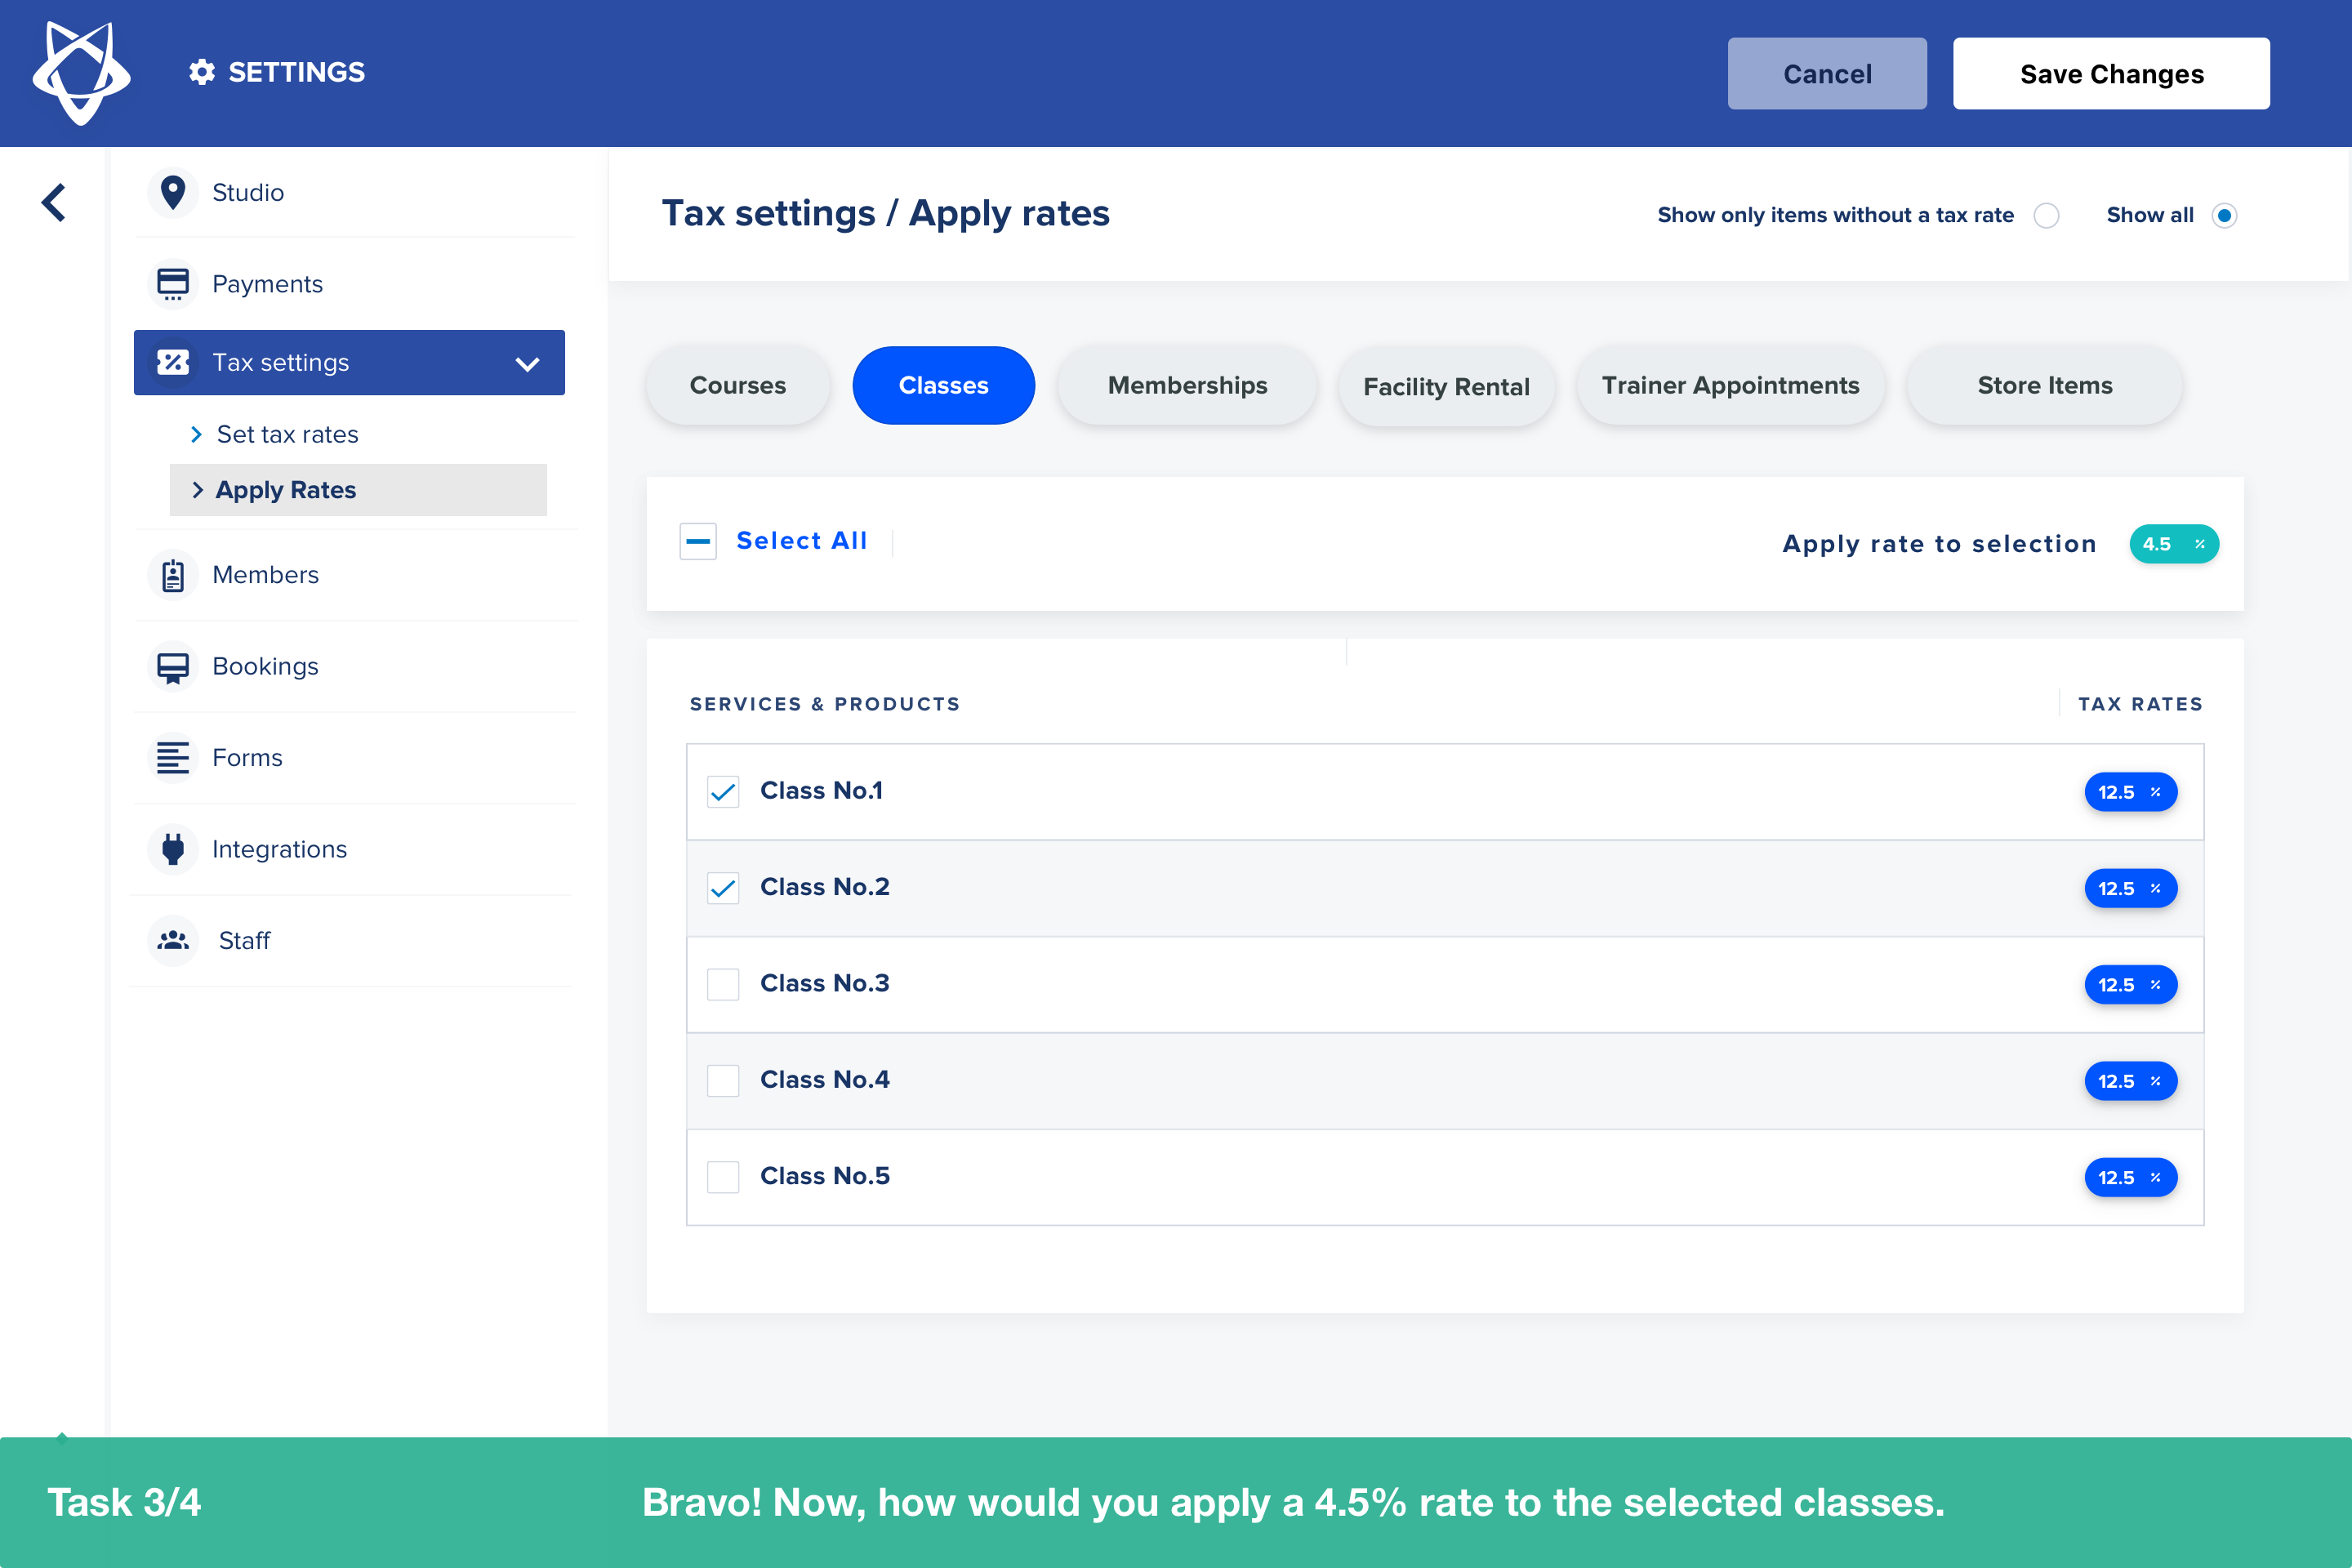 SETTINGS
Cancel
Save Changes
Studio
Payments
Tax settings
Set tax rates
Apply Rates
Members
Bookings
Forms
Integrations
Staff
Tax settings / Apply rates
Show only items without a tax rate
Show all
Courses
Classes
Memberships
Facility Rental
Trainer Appointments
Store Items
Select All
Apply rate to selection
4.5 %
SERVICES & PRODUCTS
TAX RATES
Class No.1
12.5 %
Class No.2
12.5 %
Class No.3
12.5 %
Class No.4
12.5 %
Class No.5
12.5 %
Task 3/4
Bravo! Now, how would you apply a 4.5% rate to the selected classes.